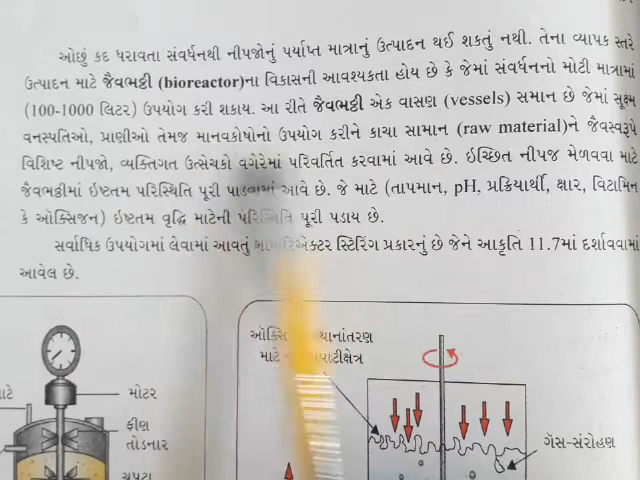 ઓછું કદ ધરાવતા સંવર્ધનથી નીપજોનું પર્યાપ્ત માત્રાનું ઉત્પાદન થઈ શકતું નથી. તેના વ્યાપક સ્તરે
ઉત્પાદન માટે જૈવભઠ્ઠી (bioreactor)ના વિકાસની આવશ્યકતા હોય છે કે જેમાં સંવર્ધનનો મોટી માત્રામાં
(100-1000 લિટર) ઉપયોગ કરી શકાય. આ રીતે જૈવભઠ્ઠી એક વાસણ (vessels) સમાન છે જેમાં સૂક્ષ્મ
વનસ્પતિઓ, પ્રાણીઓ તેમજ માનવકોષોનો ઉપયોગ કરીને કાચા સામાન (raw material)ને જૈવસ્વરૂપે
વિશિષ્ટ નીપજો, વ્યક્તિગત ઉત્સેચકો વગેરેમાં પરિવર્તિત કરવામાં આવે છે. ઇચ્છિત નીપજ મેળવવા માટે
જૈવભઠ્ઠીમાં ઇષ્ટતમ પરિસ્થિતિ પૂરી પાડવામાં આવે છે. જે માટે (તાપમાન, pH, પ્રક્રિયાર્થી, ક્ષાર, વિટામિન
કે ઑક્સિજન) ઇષ્ટતમ વૃદ્ધિ માટેની પરિસ્થિતિ પૂરી પડાય છે.
સર્વાધિક ઉપયોગમાં લેવામાં આવતું બાયોરિએક્ટર સ્ટિરિંગ પ્રકારનું છે જેને આકૃતિ 11.7માં દર્શાવવામાં
આવેલ છે.
મોટર
ફીણ
તોડનાર
ચપટા
માટે
ગૅસ-સંરોહણ